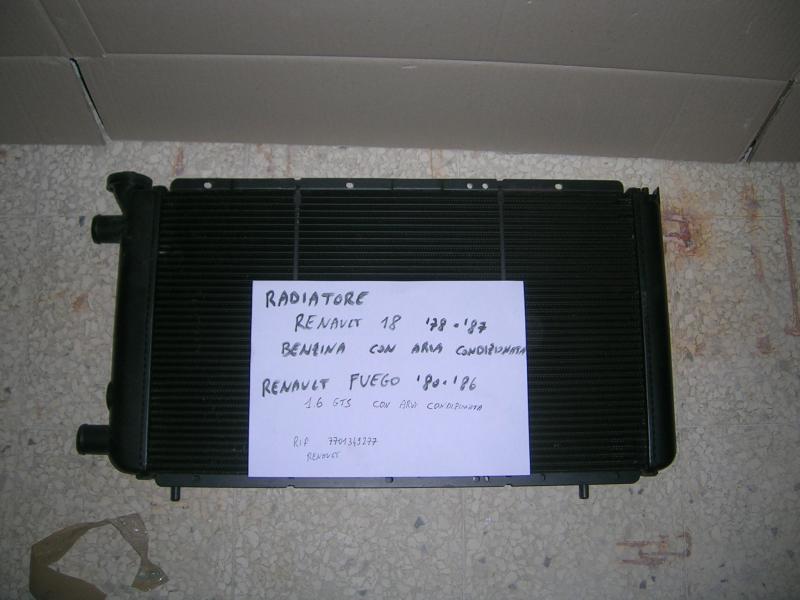 RADIATORE
RENAULT 18 '78-'87
BENZINA CON ARIA CONDIZIONATA
RENAULT FUEGO '80-'86
1.6 GTS CON ARIA CONDIZIONATA
RIF 7701349277
RENAULT